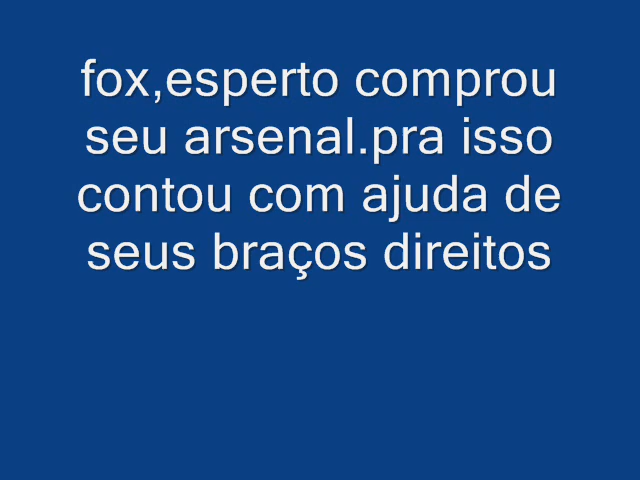 fox,esperto comprou
seu arsenal.pra isso
contou com ajuda de
seus braços direitos